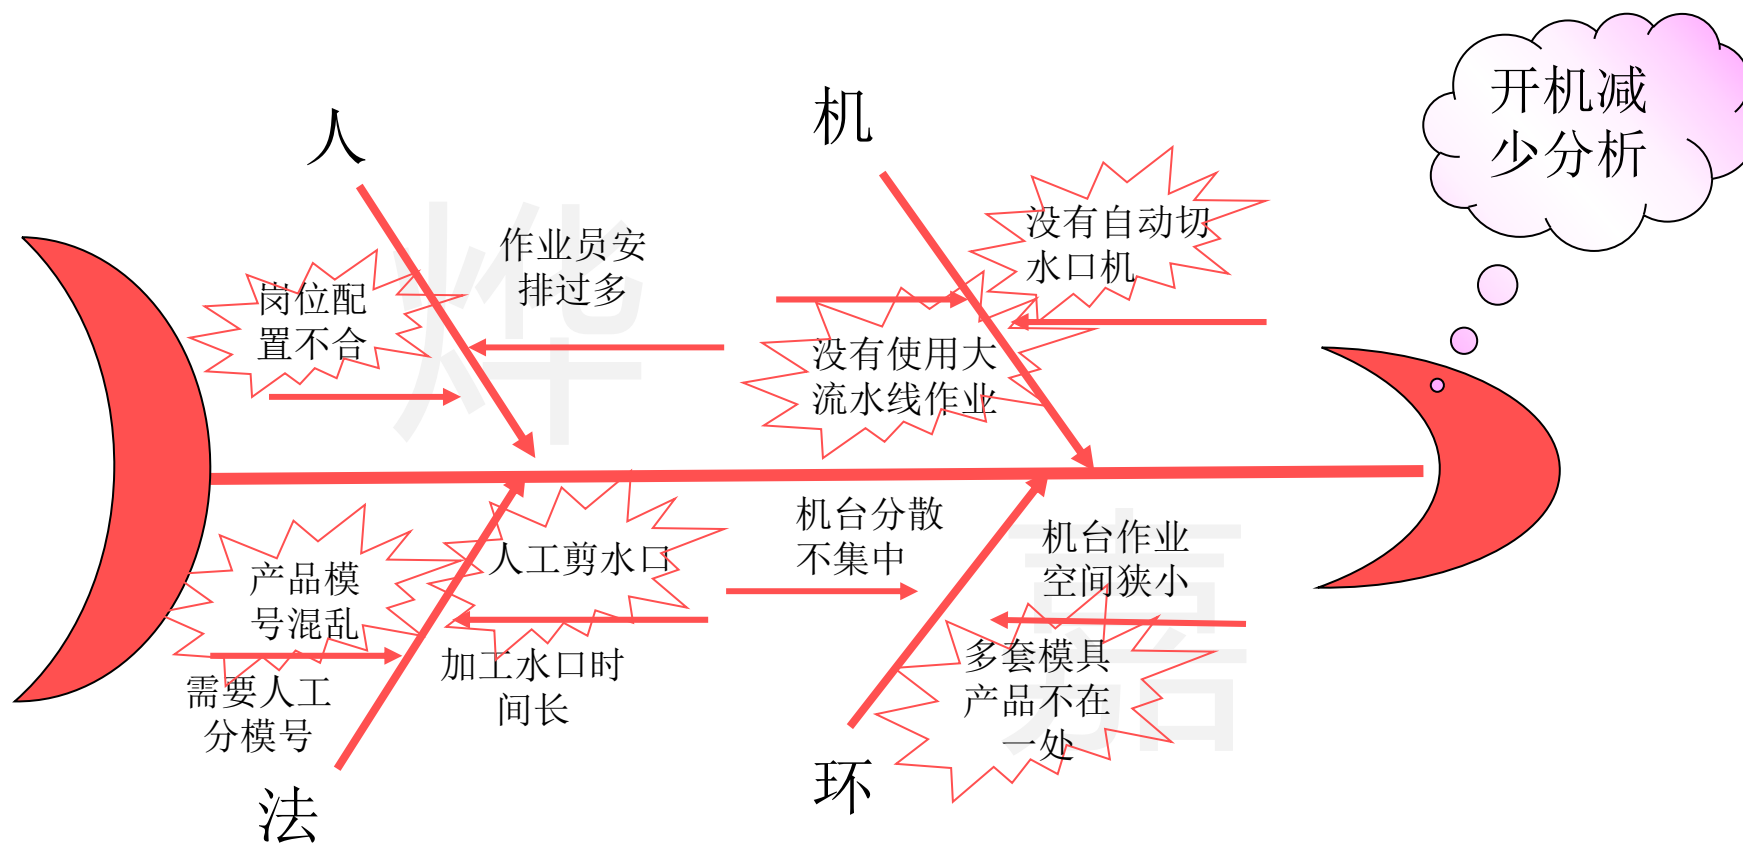 开机减
少分析
人
机
作业员安
排过多
岗位配
置不合
没有自动切
水口机
没有使用大
流水线作业
产品模
号混乱
人工剪水口
机台分散
不集中
机台作业
空间狭小
需要人工
分模号
加工水口时
间长
多套模具
产品不在
一处
法
环
烨
嘉